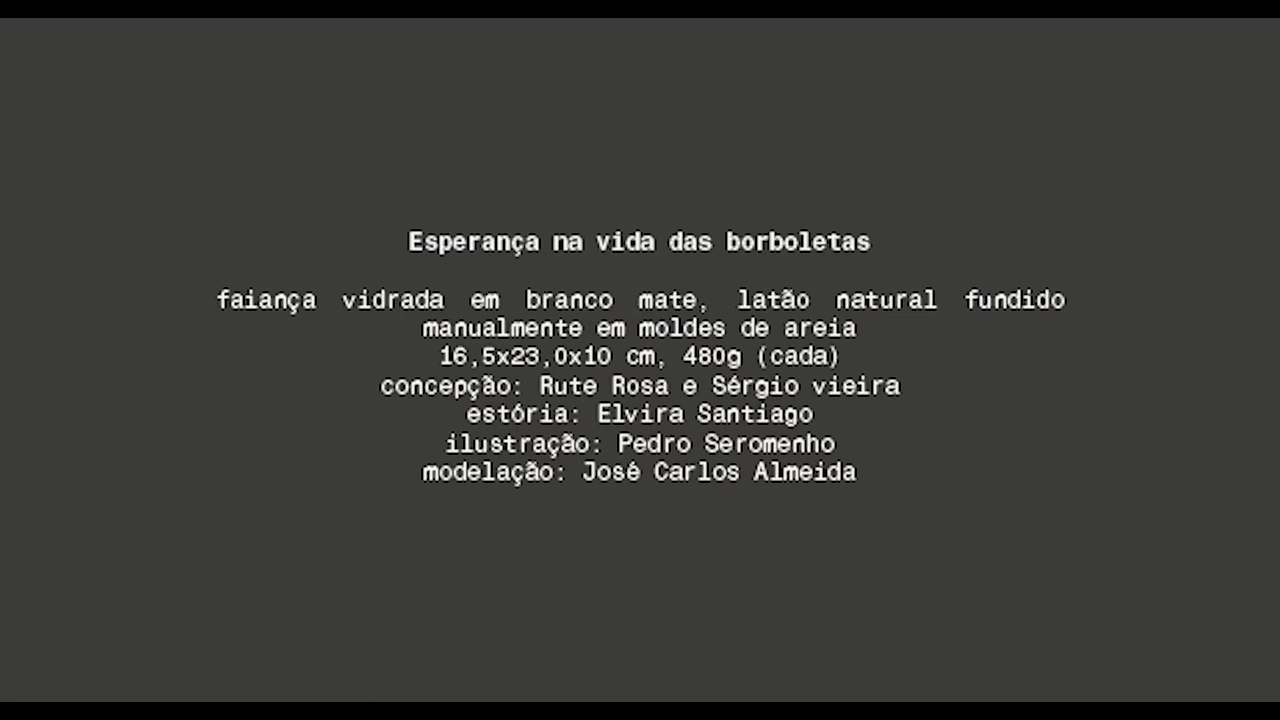 Esperança na vida das borboletas
faiança vidrada em branco mate, latão natural fundido
manualmente em moldes de areia
16,5x23,0x10 cm, 480g (cada)
concepção: Rute Rosa e Sérgio vieira
estória: Elvira Santiago
ilustração: Pedro Seromenho
modelação: José Carlos Almeida